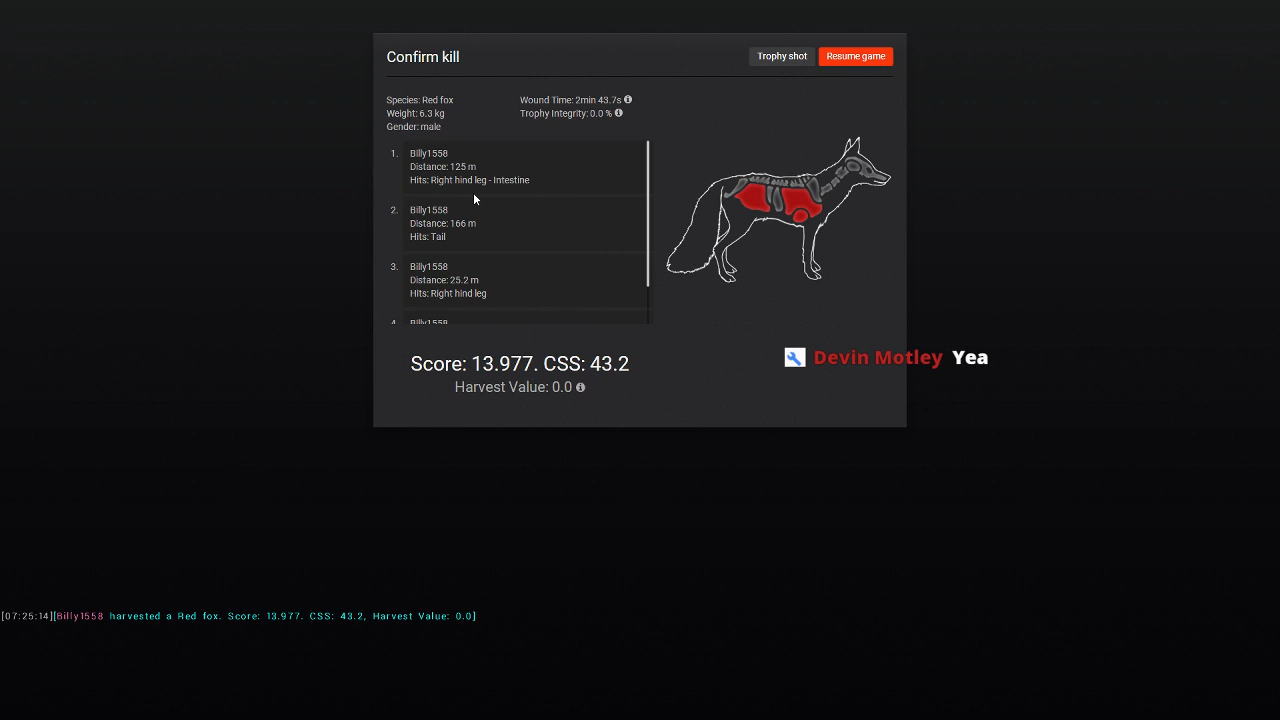 Confirm kill
Trophy shot
Resume game
Species: Red fox
Weight: 6.3 kg
Gender: male
Wound Time: 2min 43.7s
Trophy Integrity: 0.0 %
1.
Billy1558
Distance: 125 m
Hits: Right hind leg - Intestine
2.
Billy1558
Distance: 166 m
Hits: Tail
3.
Billy1558
Distance: 25.2 m
Hits: Right hind leg
4.
Billy1558
Score: 13.977. CSS: 43.2
Harvest Value: 0.0
Devin Motley Yea
[07:25:14][Billy1558 harvested a Red fox. Score: 13.977. CSS: 43.2, Harvest Value: 0.0]